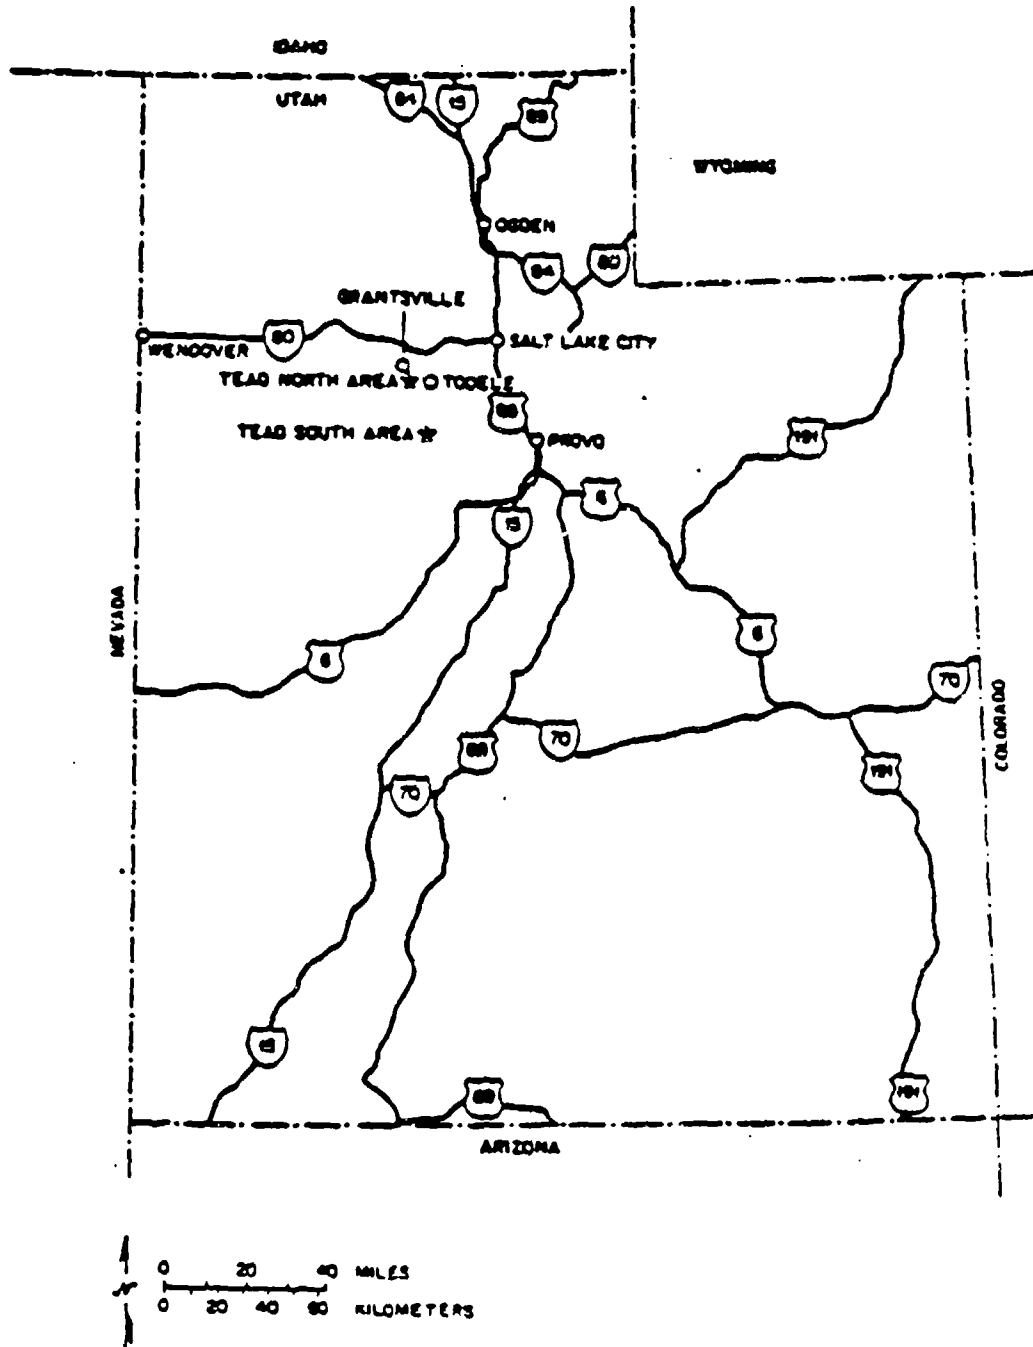 IDAHO
UTAH
84
15
89
WYOMING
OGDEN
84
80
GRANTSVILLE
80
WENDOVER
SALT LAKE CITY
TEAD NORTH AREA
TOOELE
TEAD SOUTH AREA
PROVO
191
6
15
NEVADA
6
6
70
COLORADO
89
70
191
70
15
89
191
ARIZONA
0 20 40 MILES
N
0 20 40 60 KILOMETERS